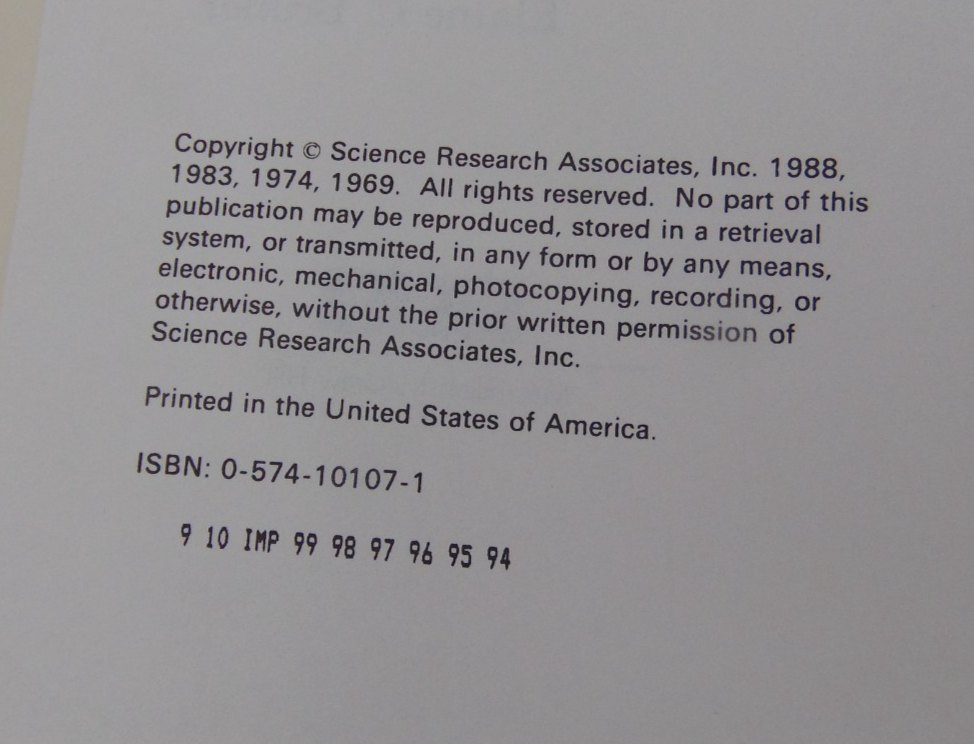 Copyright © Science Research Associates, Inc. 1988,
1983, 1974, 1969. All rights reserved. No part of this
publication may be reproduced, stored in a retrieval
system, or transmitted, in any form or by any means,
electronic, mechanical, photocopying, recording, or
otherwise, without the prior written permission of
Science Research Associates, Inc.
Printed in the United States of America.
ISBN: 0-574-10107-1
9 10 IMP 99 98 97 96 95 94